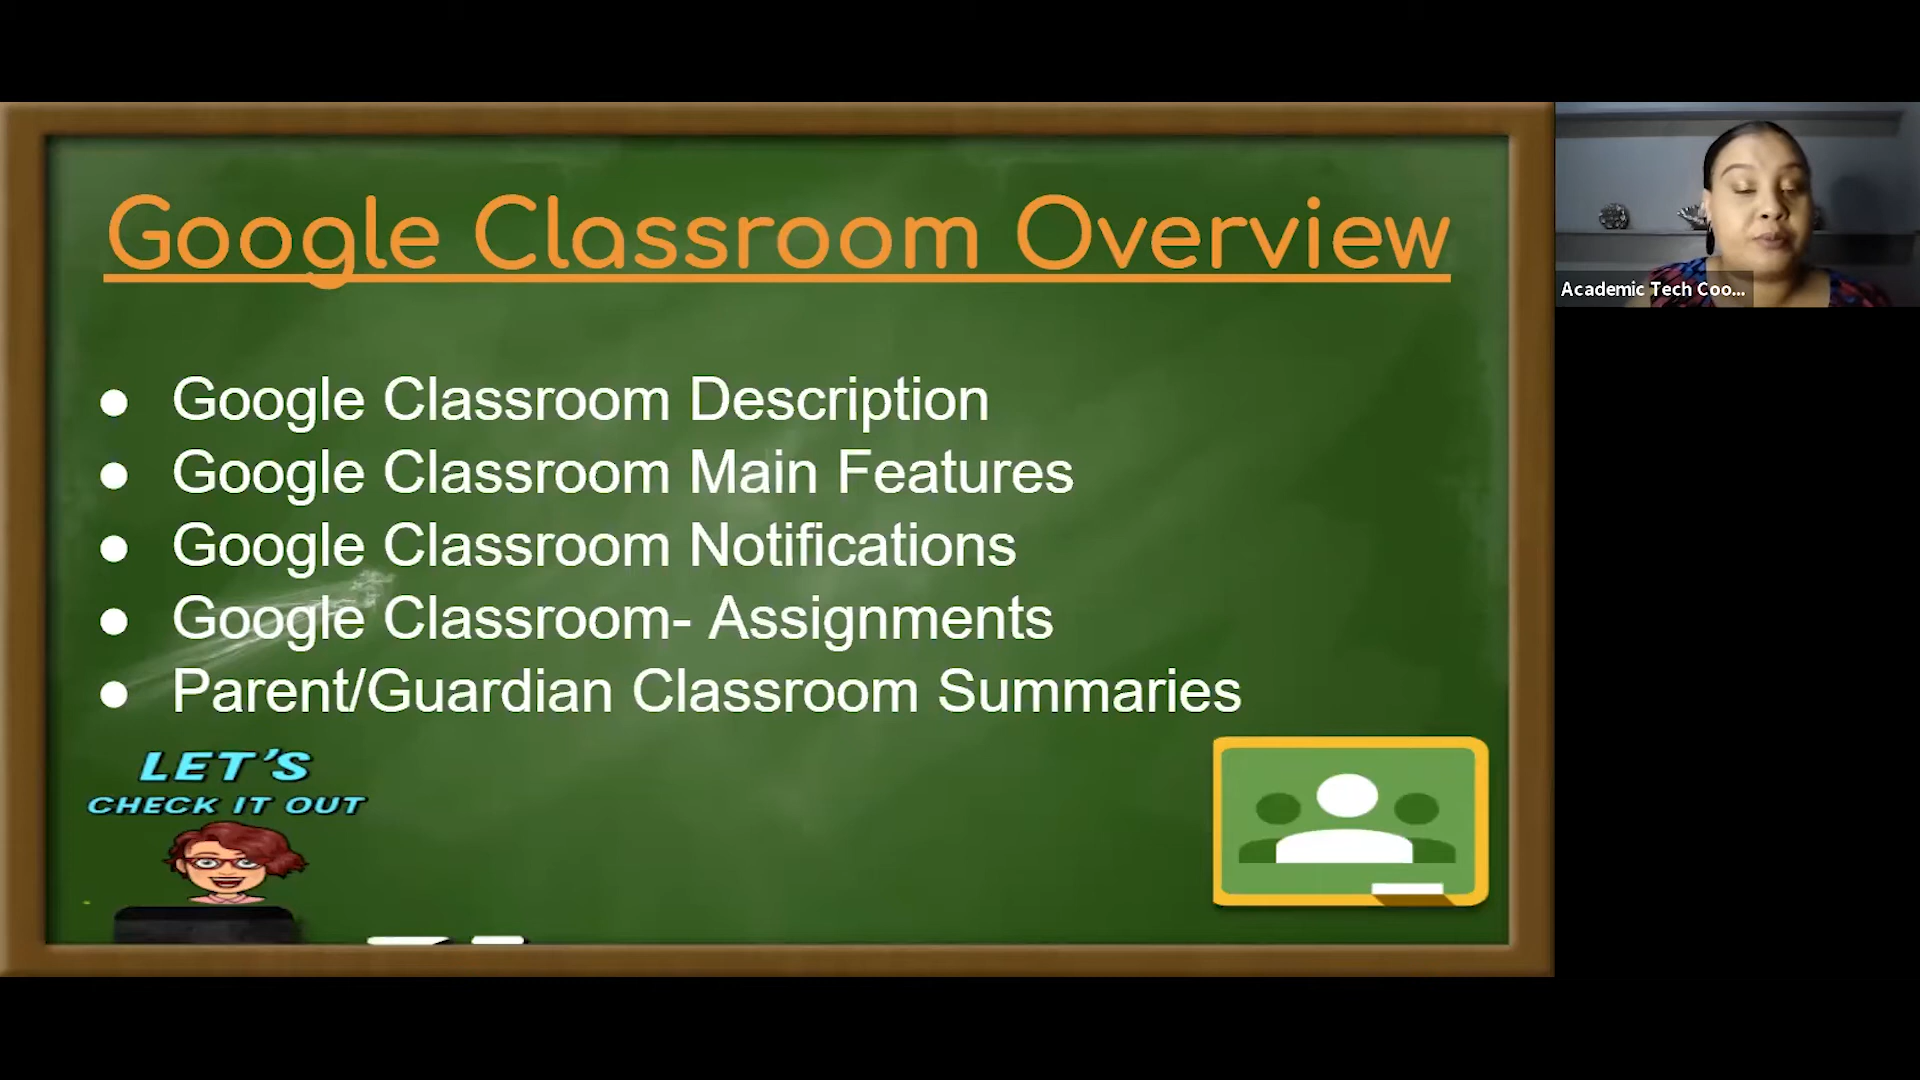 Google Classroom Overview
● Google Classroom Description
● Google Classroom Main Features
● Google Classroom Notifications
● Google Classroom- Assignments
● Parent/Guardian Classroom Summaries
LET'S
CHECK IT OUT
Academic Tech Coo...